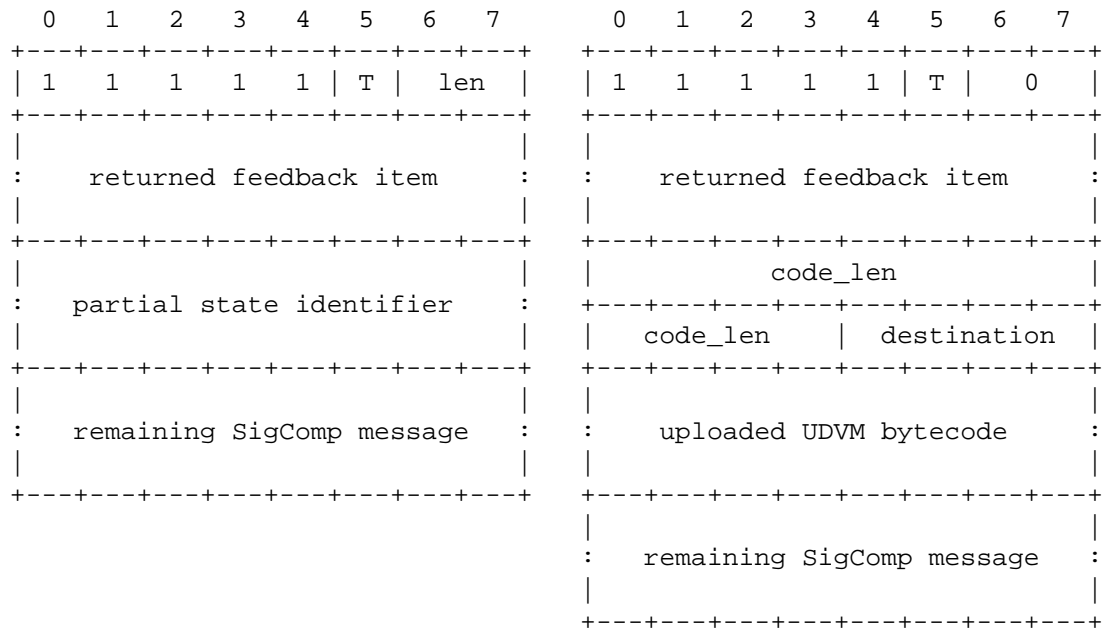 0   1   2   3   4   5   6   7       0   1   2   3   4   5   6   7
+---+---+---+---+---+---+---+---+   +---+---+---+---+---+---+---+---+
| 1   1   1   1   1 | T |  len  |   | 1   1   1   1   1 | T |   0   |
+---+---+---+---+---+---+---+---+   +---+---+---+---+---+---+---+---+
|                               |   |                               |
:    returned feedback item     :   :    returned feedback item     :
|                               |   |                               |
+---+---+---+---+---+---+---+---+   +---+---+---+---+---+---+---+---+
|                               |   |           code_len            |
:   partial state identifier    :   +---+---+---+---+---+---+---+---+
|                               |   |   code_len    |  destination  |
+---+---+---+---+---+---+---+---+   +---+---+---+---+---+---+---+---+
|                               |   |                               |
:   remaining SigComp message   :   :    uploaded UDVM bytecode     :
|                               |   |                               |
+---+---+---+---+---+---+---+---+   +---+---+---+---+---+---+---+---+
                                    |                               |
                                    :   remaining SigComp message   :
                                    |                               |
                                    +---+---+---+---+---+---+---+---+